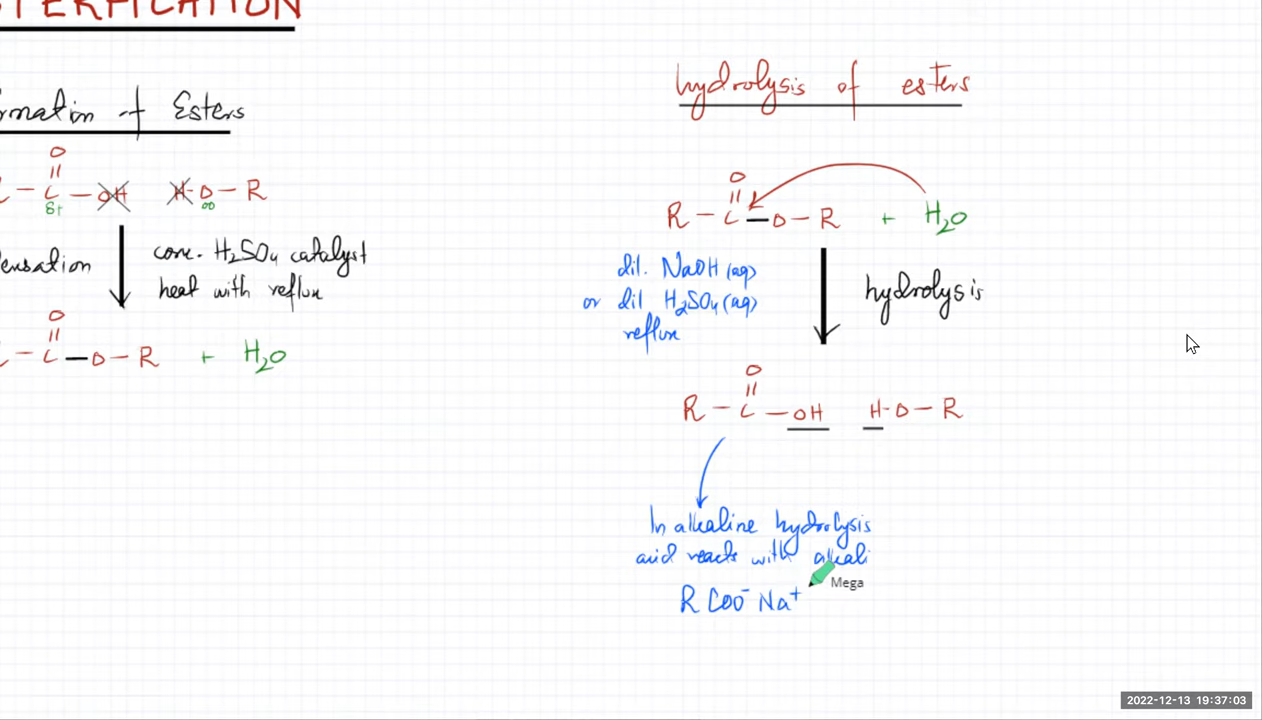 TERFICATION
rmation of Esters
O
||
C - OH H-O-R
δ+
ensation
conc. H2SO4 catalyst
heat with reflux
O
||
- C - O - R + H2O
hydrolysis of esters
O
||
R - C - O - R + H2O
dil. NaOH (aq)
or dil H2SO4 (aq)
reflux
hydrolysis
O
||
R - C - OH H-O-R
In alkaline hydrolysis
acid reacts with alkali
RCOO- Na+
Mega
2022-12-13 19:37:03